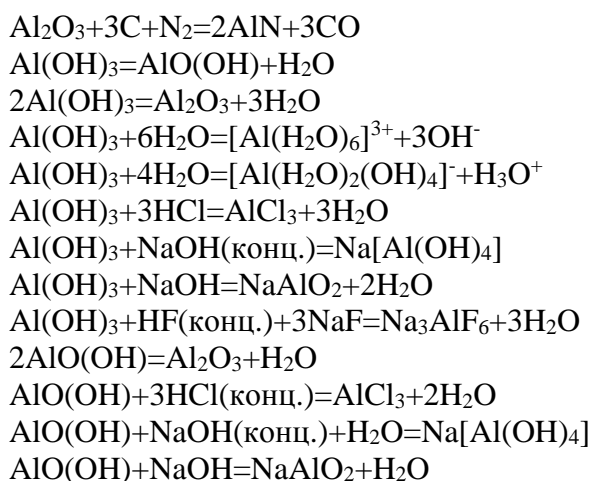 Al₂O₃+3C+N₂=2AlN+3CO
Al(OH)₃=AlO(OH)+H₂O
2Al(OH)₃=Al₂O₃+3H₂O
Al(OH)₃+6H₂O=[Al(H₂O)₆]³⁺+3OH⁻
Al(OH)₃+4H₂O=[Al(H₂O)₂(OH)₄]⁻+H₃O⁺
Al(OH)₃+3HCl=AlCl₃+3H₂O
Al(OH)₃+NaOH(конц.)=Na[Al(OH)₄]
Al(OH)₃+NaOH=NaAlO₂+2H₂O
Al(OH)₃+HF(конц.)+3NaF=Na₃AlF₆+3H₂O
2AlO(OH)=Al₂O₃+H₂O
AlO(OH)+3HCl(конц.)=AlCl₃+2H₂O
AlO(OH)+NaOH(конц.)+H₂O=Na[Al(OH)₄]
AlO(OH)+NaOH=NaAlO₂+H₂O